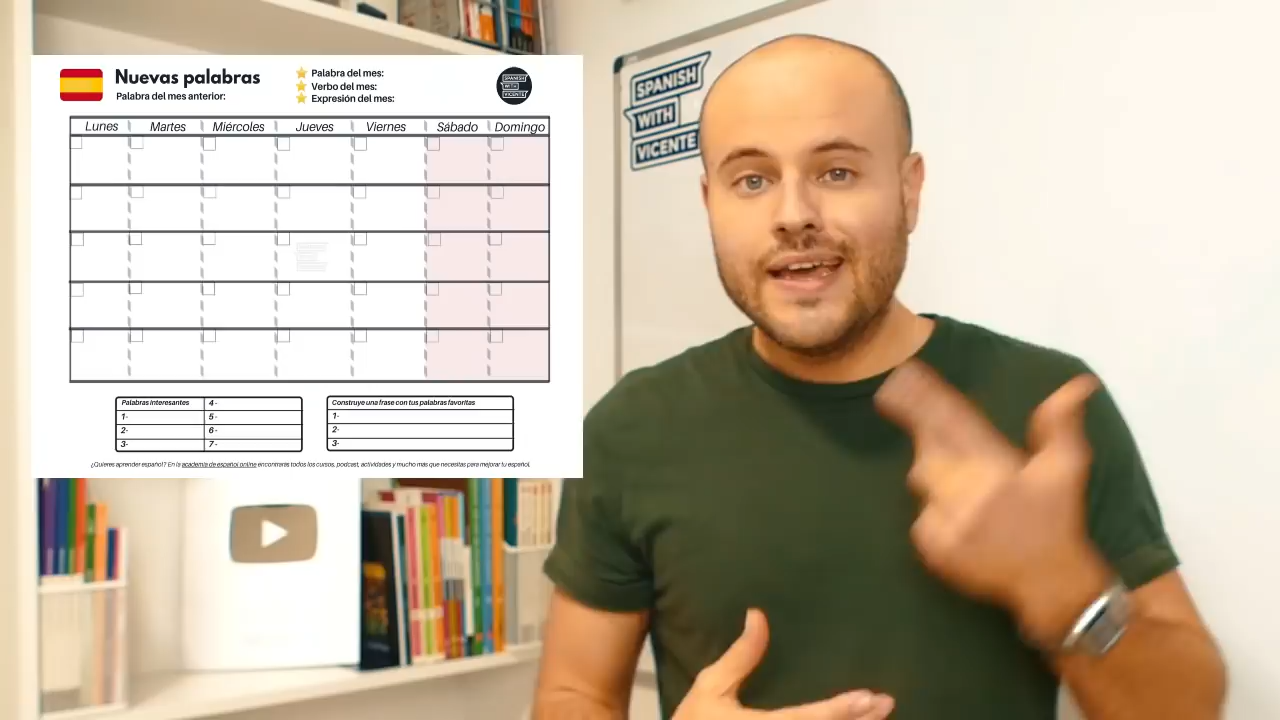 Nuevas palabras
Palabra del mes anterior:
Palabra del mes:
Verbo del mes:
Expresión del mes:
SPANISH
WITH
VICENTE
Lunes Martes Miércoles Jueves Viernes Sábado Domingo
Palabras interesantes
1-
2-
3-
4-
5-
6-
7-
Construye una frase con tus palabras favoritas
1-
2-
3-
¿Quieres aprender español? En la academia de español online encontrarás todos los cursos, podcast, actividades y mucho más que necesitas para mejorar tu español.
SPANISH
WITH
VICENTE